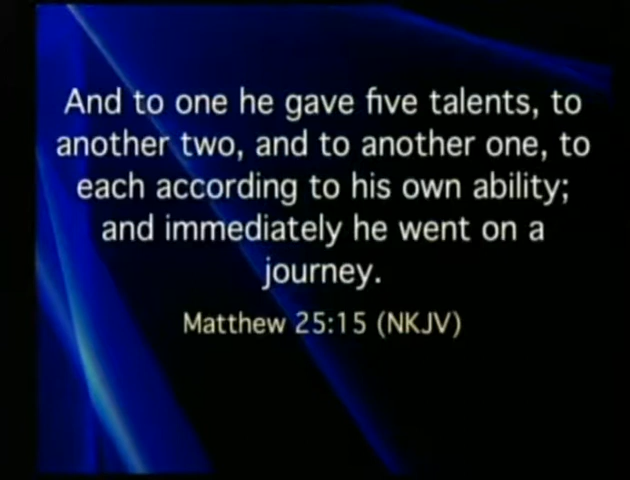 And to one he gave five talents, to
another two, and to another one, to
each according to his own ability;
and immediately he went on a
journey.
Matthew 25:15 (NKJV)